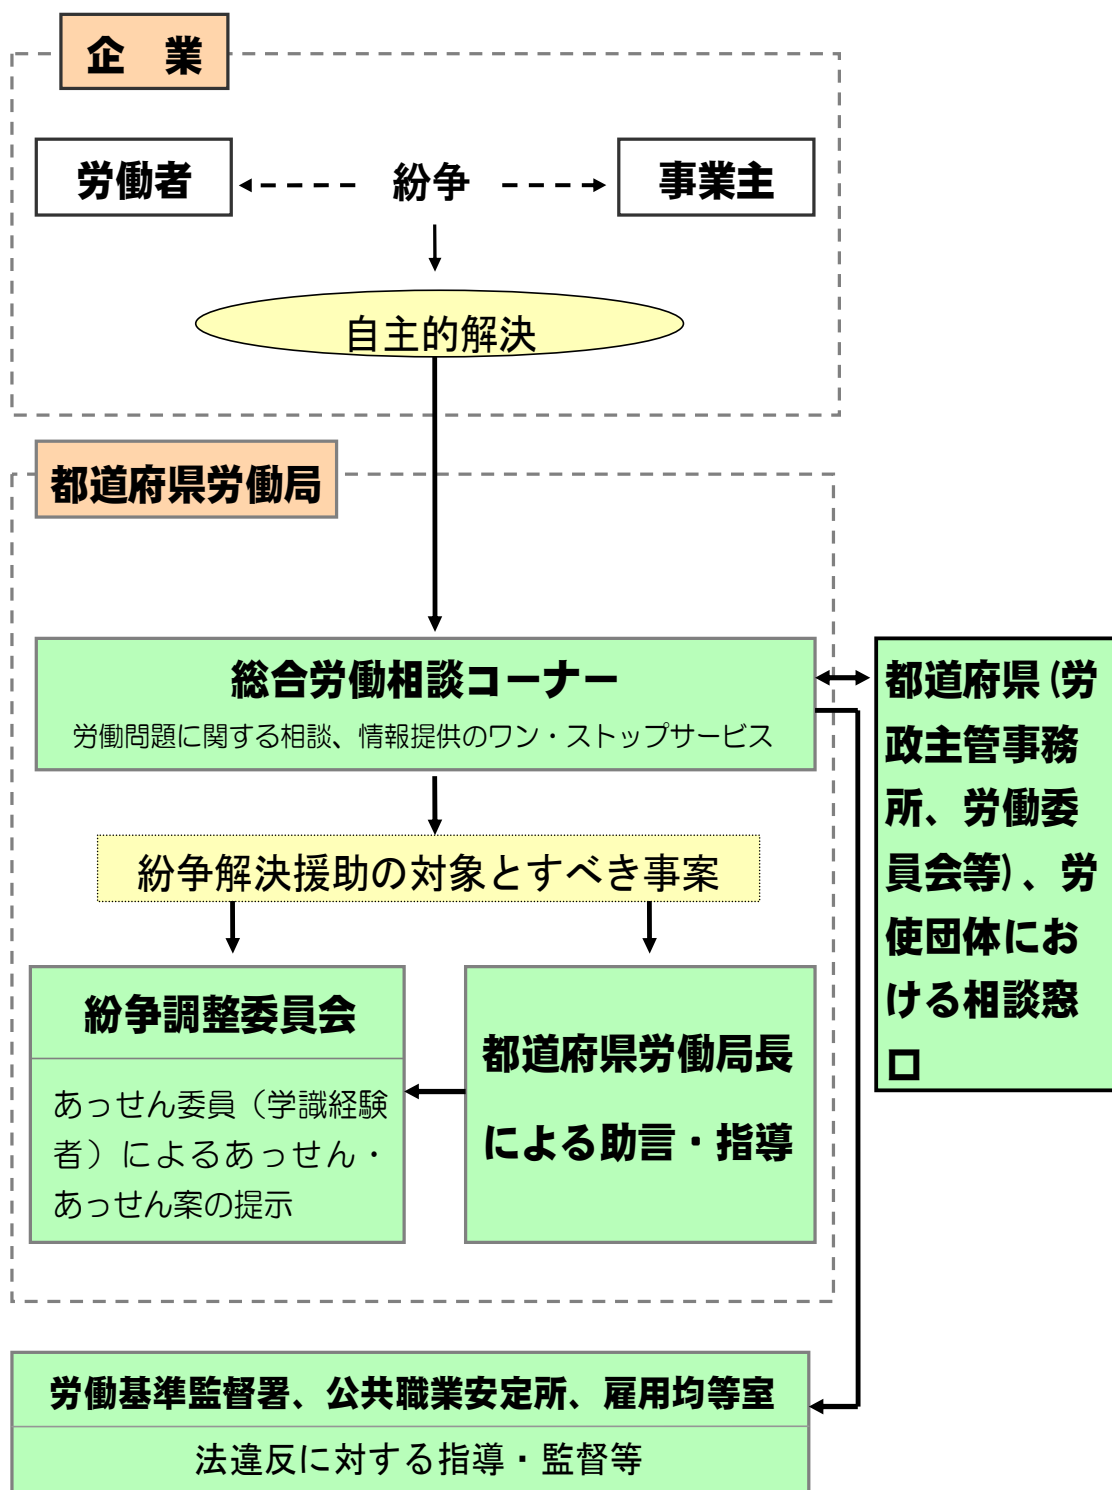 企　業
労働者
紛争
事業主
自主的解決
都道府県労働局
総合労働相談コーナー
労働問題に関する相談、情報提供のワン・ストップサービス
都道府県(労
政主管事務
所、労働委
員会等)、労
使団体にお
ける相談窓
口
紛争解決援助の対象とすべき事案
紛争調整委員会
あっせん委員（学識経験
者）によるあっせん・
あっせん案の提示
都道府県労働局長
による助言・指導
労働基準監督署、公共職業安定所、雇用均等室
法違反に対する指導・監督等